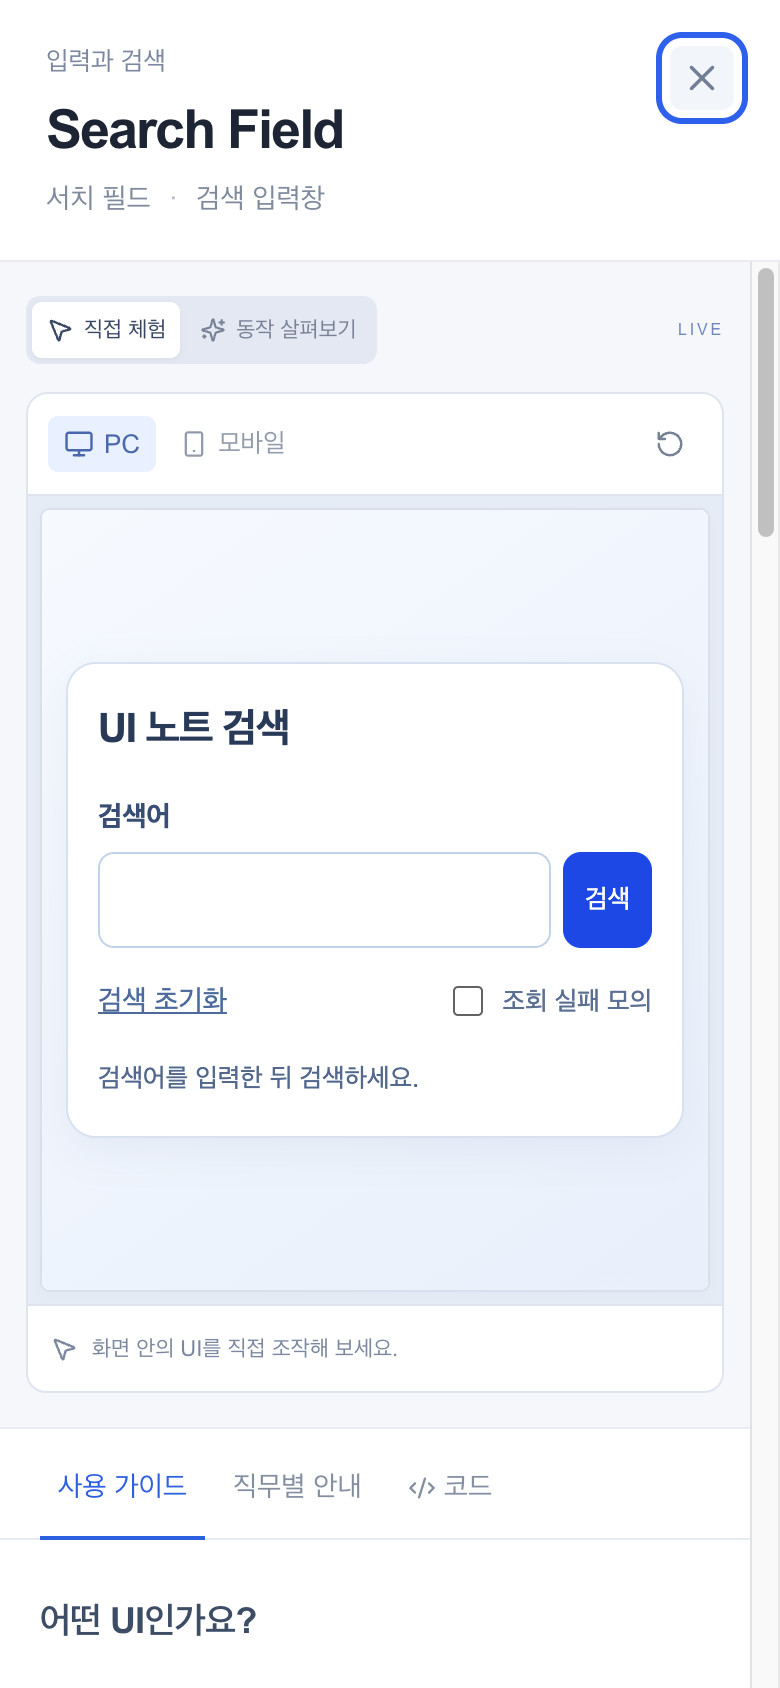 입력과 검색
Search Field
서치 필드 · 검색 입력창
직접 체험 동작 살펴보기 LIVE
PC 모바일
UI 노트 검색
검색어
검색
검색 초기화 조회 실패 모의
검색어를 입력한 뒤 검색하세요.
화면 안의 UI를 직접 조작해 보세요.
사용 가이드 직무별 안내 코드
어떤 UI인가요?